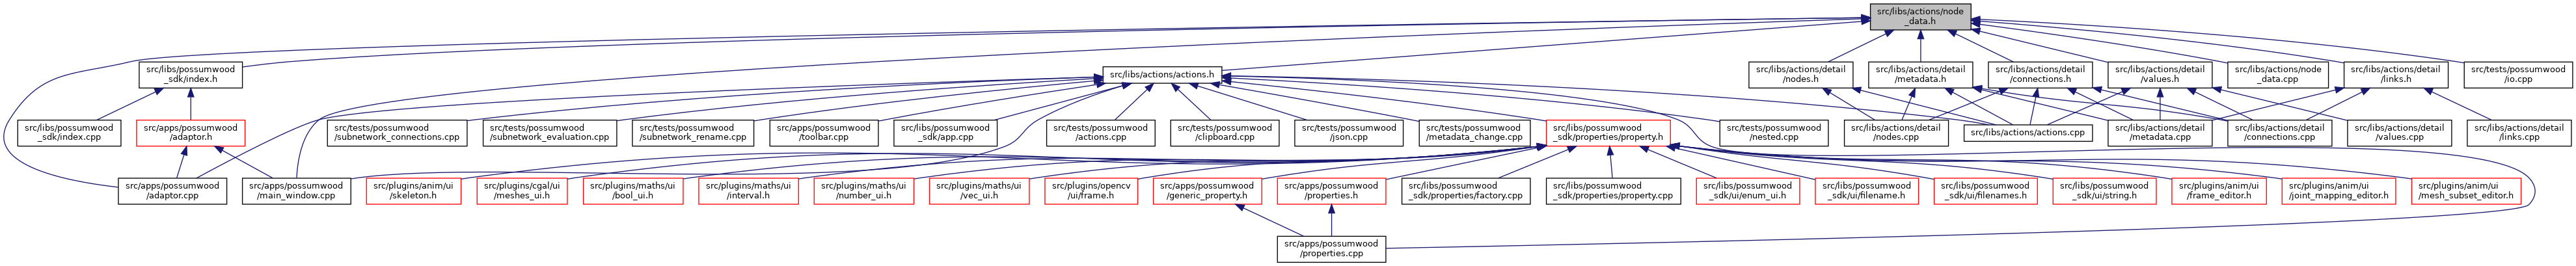 src/libs/actions/node
_data.h
src/libs/possumwood
_sdk/index.h
src/libs/actions/actions.h
src/libs/actions/detail
/nodes.h
src/libs/actions/detail
/metadata.h
src/libs/actions/detail
/connections.h
src/libs/actions/detail
/values.h
src/libs/actions/node
_data.cpp
src/libs/actions/detail
/links.h
src/tests/possumwood
/io.cpp
src/libs/possumwood
_sdk/index.cpp
src/apps/possumwood
/adaptor.h
src/tests/possumwood
/subnetwork_connections.cpp
src/tests/possumwood
/subnetwork_evaluation.cpp
src/tests/possumwood
/subnetwork_rename.cpp
src/apps/possumwood
/toolbar.cpp
src/libs/possumwood
_sdk/app.cpp
src/tests/possumwood
/actions.cpp
src/tests/possumwood
/clipboard.cpp
src/tests/possumwood
/json.cpp
src/tests/possumwood
/metadata_change.cpp
src/libs/possumwood
_sdk/properties/property.h
src/tests/possumwood
/nested.cpp
src/libs/actions/detail
/nodes.cpp
src/libs/actions/actions.cpp
src/libs/actions/detail
/metadata.cpp
src/libs/actions/detail
/connections.cpp
src/libs/actions/detail
/values.cpp
src/libs/actions/detail
/links.cpp
src/apps/possumwood
/adaptor.cpp
src/apps/possumwood
/main_window.cpp
src/plugins/anim/ui
/skeleton.h
src/plugins/cgal/ui
/meshes_ui.h
src/plugins/maths/ui
/bool_ui.h
src/plugins/maths/ui
/interval.h
src/plugins/maths/ui
/number_ui.h
src/plugins/maths/ui
/vec_ui.h
src/plugins/opencv
/ui/frame.h
src/apps/possumwood
/generic_property.h
src/apps/possumwood
/properties.h
src/libs/possumwood
_sdk/properties/factory.cpp
src/libs/possumwood
_sdk/properties/property.cpp
src/libs/possumwood
_sdk/ui/enum_ui.h
src/libs/possumwood
_sdk/ui/filename.h
src/libs/possumwood
_sdk/ui/filenames.h
src/libs/possumwood
_sdk/ui/string.h
src/plugins/anim/ui
/frame_editor.h
src/plugins/anim/ui
/joint_mapping_editor.h
src/plugins/anim/ui
/mesh_subset_editor.h
src/apps/possumwood
/properties.cpp